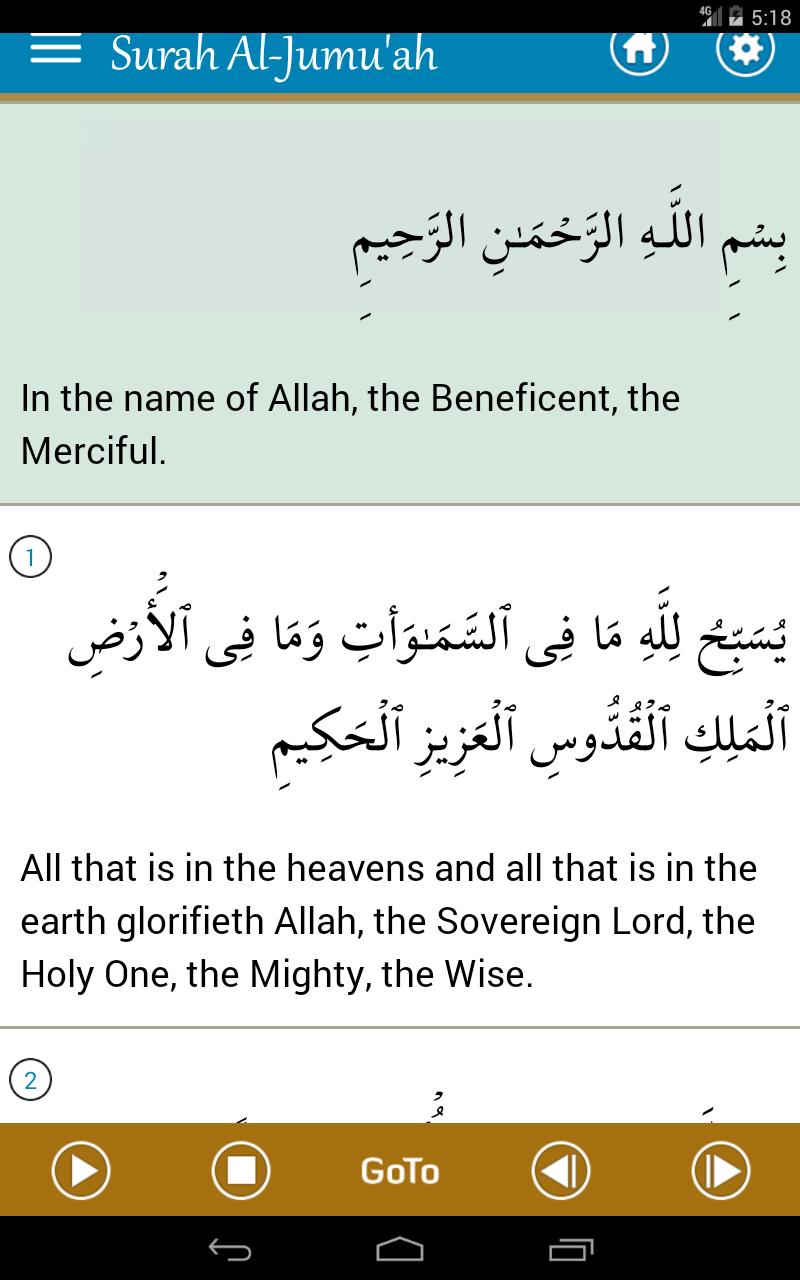 4G 5:18
Surah Al-Jumu'ah
بِسْمِ اللَّهِ الرَّحْمَـٰنِ الرَّحِيمِ
In the name of Allah, the Beneficent, the
Merciful.
1
يُسَبِّحُ لِلَّهِ مَا فِى ٱلسَّمَـٰوَٲتِ وَمَا فِى ٱلْأَرْضِ
ٱلْمَلِكِ ٱلْقُدُّوسِ ٱلْعَزِيزِ ٱلْحَكِيمِ
All that is in the heavens and all that is in the
earth glorifieth Allah, the Sovereign Lord, the
Holy One, the Mighty, the Wise.
2
GoTo